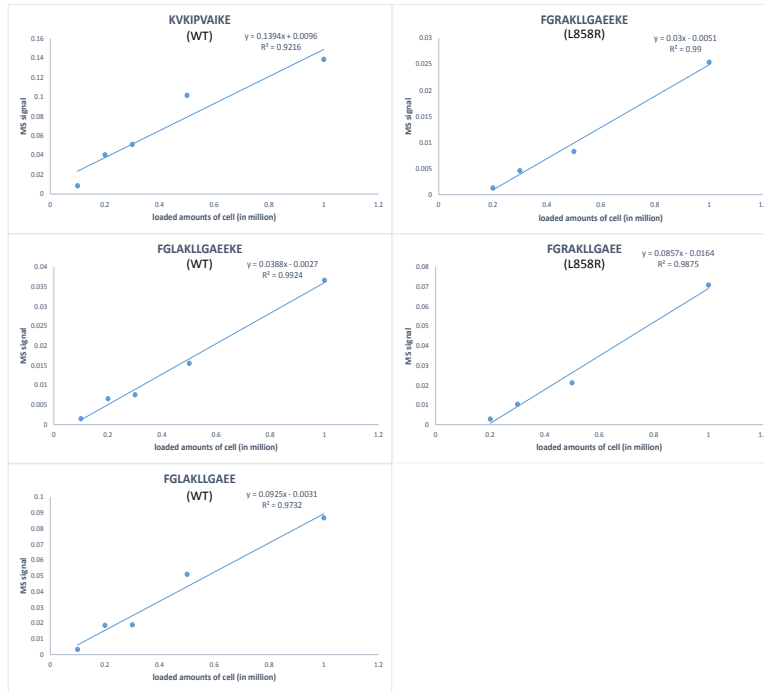 KVKIPVAIKE
(WT)
y = 0.1394x + 0.0096
R² = 0.9216
0.16
0.14
0.12
0.1
0.08
0.06
0.04
0.02
0
MS signal
0 0.2 0.4 0.6 0.8 1 1.2
loaded amounts of cell (in million)
FGRAKLLGAEEKE
(L858R)
y = 0.03x - 0.0051
R² = 0.99
0.03
0.025
0.02
0.015
0.01
0.005
0
MS signal
0 0.2 0.4 0.6 0.8 1
loaded amounts of cell (in million)
FGLAKLLGAEEKE
(WT)
y = 0.0388x - 0.0027
R² = 0.9924
0.04
0.035
0.03
0.025
0.02
0.015
0.01
0.005
0
MS signal
0 0.2 0.4 0.6 0.8 1 1.2
loaded amounts of cell (in million)
FGRAKLLGAEE
(L858R)
y = 0.0857x - 0.0164
R² = 0.9875
0.08
0.07
0.06
0.05
0.04
0.03
0.02
0.01
0
MS signal
0 0.2 0.4 0.6 0.8 1
loaded amounts of cell (in million)
FGLAKLLGAEE
(WT)
y = 0.0925x - 0.0031
R² = 0.9732
0.1
0.09
0.08
0.07
0.06
0.05
0.04
0.03
0.02
0.01
0
MS signal
0 0.2 0.4 0.6 0.8 1 1.2
loaded amounts of cell (in million)